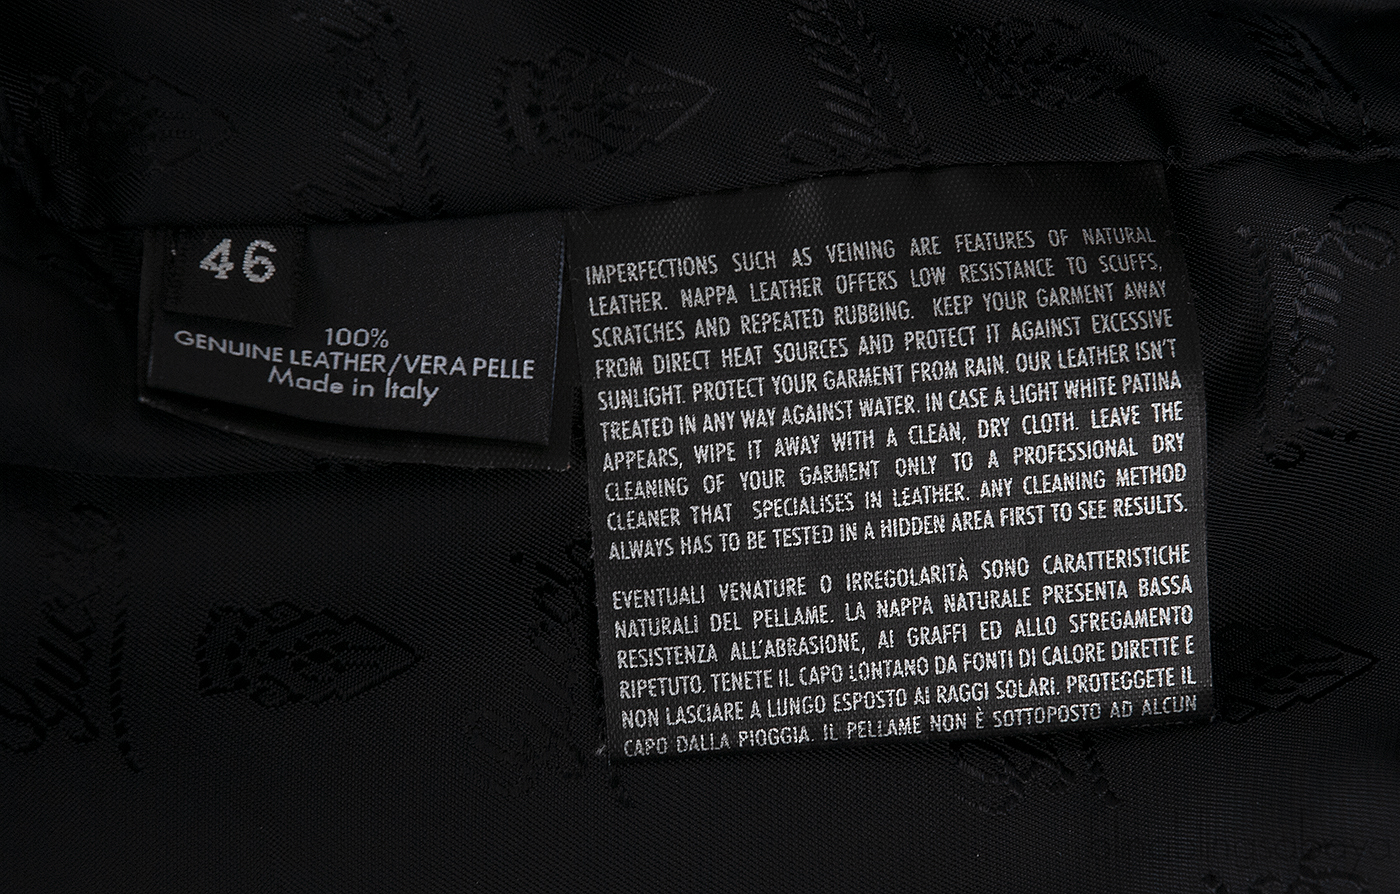 46
100%
GENUINE LEATHER/VERA PELLE
Made in Italy
IMPERFECTIONS SUCH AS VEINING ARE FEATURES OF NATURAL
LEATHER. NAPPA LEATHER OFFERS LOW RESISTANCE TO SCUFFS,
SCRATCHES AND REPEATED RUBBING. KEEP YOUR GARMENT AWAY
FROM DIRECT HEAT SOURCES AND PROTECT IT AGAINST EXCESSIVE
SUNLIGHT. PROTECT YOUR GARMENT FROM RAIN. OUR LEATHER ISN'T
TREATED IN ANY WAY AGAINST WATER. IN CASE A LIGHT WHITE PATINA
APPEARS, WIPE IT AWAY WITH A CLEAN, DRY CLOTH. LEAVE THE
CLEANING OF YOUR GARMENT ONLY TO A PROFESSIONAL DRY
CLEANER THAT SPECIALISES IN LEATHER. ANY CLEANING METHOD
ALWAYS HAS TO BE TESTED IN A HIDDEN AREA FIRST TO SEE RESULTS.
EVENTUALI VENATURE O IRREGOLARITÀ SONO CARATTERISTICHE
NATURALI DEL PELLAME. LA NAPPA NATURALE PRESENTA BASSA
RESISTENZA ALL'ABRASIONE, AI GRAFFI ED ALLO SFREGAMENTO
RIPETUTO. TENETE IL CAPO LONTANO DA FONTI DI CALORE DIRETTE E
NON LASCIARE A LUNGO ESPOSTO AI RAGGI SOLARI. PROTEGGETE IL
CAPO DALLA PIOGGIA. IL PELLAME NON È SOTTOPOSTO AD ALCUN